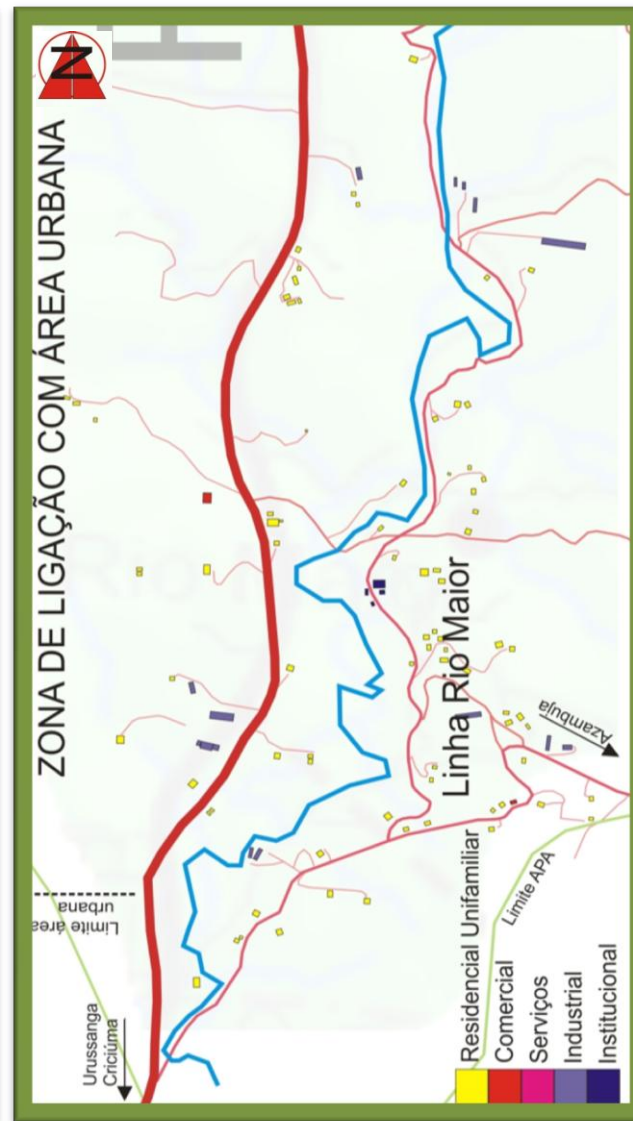 N
ZONA DE LIGAÇÃO COM ÁREA URBANA
Linha Rio Maior
Azambuja
Limite APA
Limite área
urbana
Urussanga
Criciúma
Residencial Unifamiliar
Comercial
Serviços
Industrial
Institucional